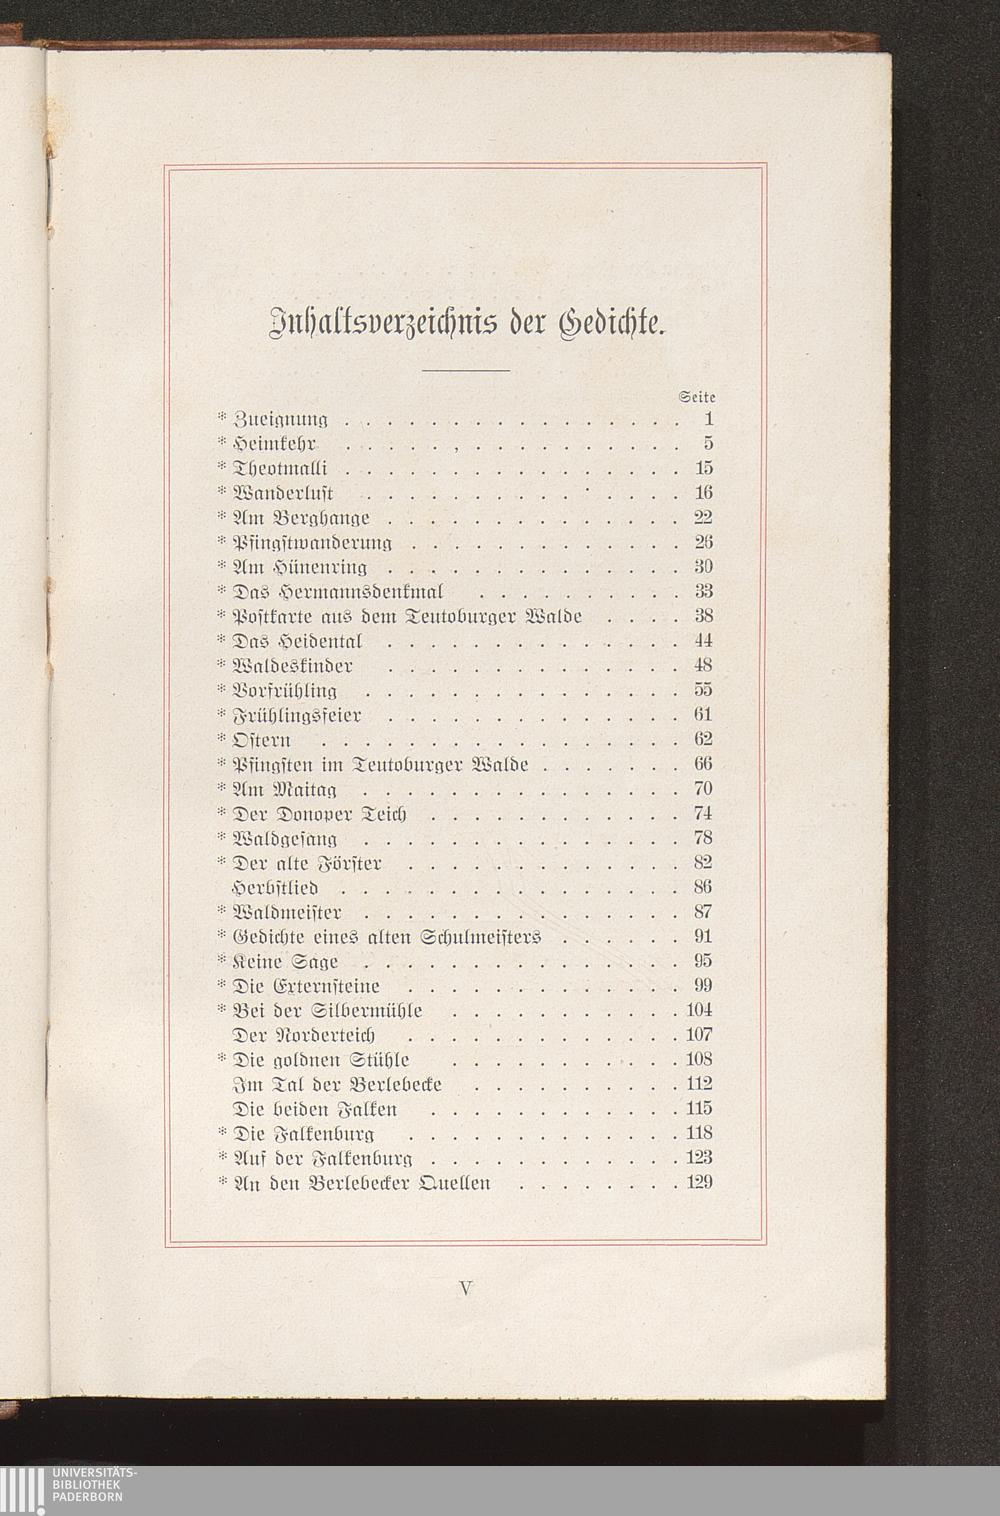 Inhaltsverzeichnis der Gedichte.
Seite
* Zueignung . . . . . . . . . . . . . . . . 1
* Heimkehr . . . . . , . . . . . . . . . . 5
* Theotmalli . . . . . . . . . . . . . . . . 15
* Wanderlust . . . . . . . . . . . . . . . 16
* Am Berghange . . . . . . . . . . . . . . 22
* Pfingstwanderung . . . . . . . . . . . . . 26
* Am Hünenring . . . . . . . . . . . . . . 30
* Das Hermannsdenkmal . . . . . . . . . . 33
* Postkarte aus dem Teutoburger Walde . . . . 38
* Das Heidental . . . . . . . . . . . . . . 44
* Waldeskinder . . . . . . . . . . . . . . 48
* Vorfrühling . . . . . . . . . . . . . . . 55
* Frühlingsfeier . . . . . . . . . . . . . . 61
* Ostern . . . . . . . . . . . . . . . . . 62
* Pfingsten im Teutoburger Walde . . . . . . . 66
* Am Maitag . . . . . . . . . . . . . . . 70
* Der Donoper Teich . . . . . . . . . . . . 74
* Waldgesang . . . . . . . . . . . . . . . 78
* Der alte Förster . . . . . . . . . . . . . 82
Herbstlied . . . . . . . . . . . . . . . . 86
* Waldmeister . . . . . . . . . . . . . . . 87
* Gedichte eines alten Schulmeisters . . . . . . 91
* Keine Sage . . . . . . . . . . . . . . . 95
* Die Externsteine . . . . . . . . . . . . . 99
* Bei der Silbermühle . . . . . . . . . . . 104
Der Norderteich . . . . . . . . . . . . . 107
* Die goldnen Stühle . . . . . . . . . . . 108
Im Tal der Berlebecke . . . . . . . . . . 112
Die beiden Falken . . . . . . . . . . . . 115
* Die Falkenburg . . . . . . . . . . . . . 118
* Auf der Falkenburg . . . . . . . . . . . . 123
* An den Berlebecker Quellen . . . . . . . . 129
V
UNIVERSITÄTS-
BIBLIOTHEK
PADERBORN